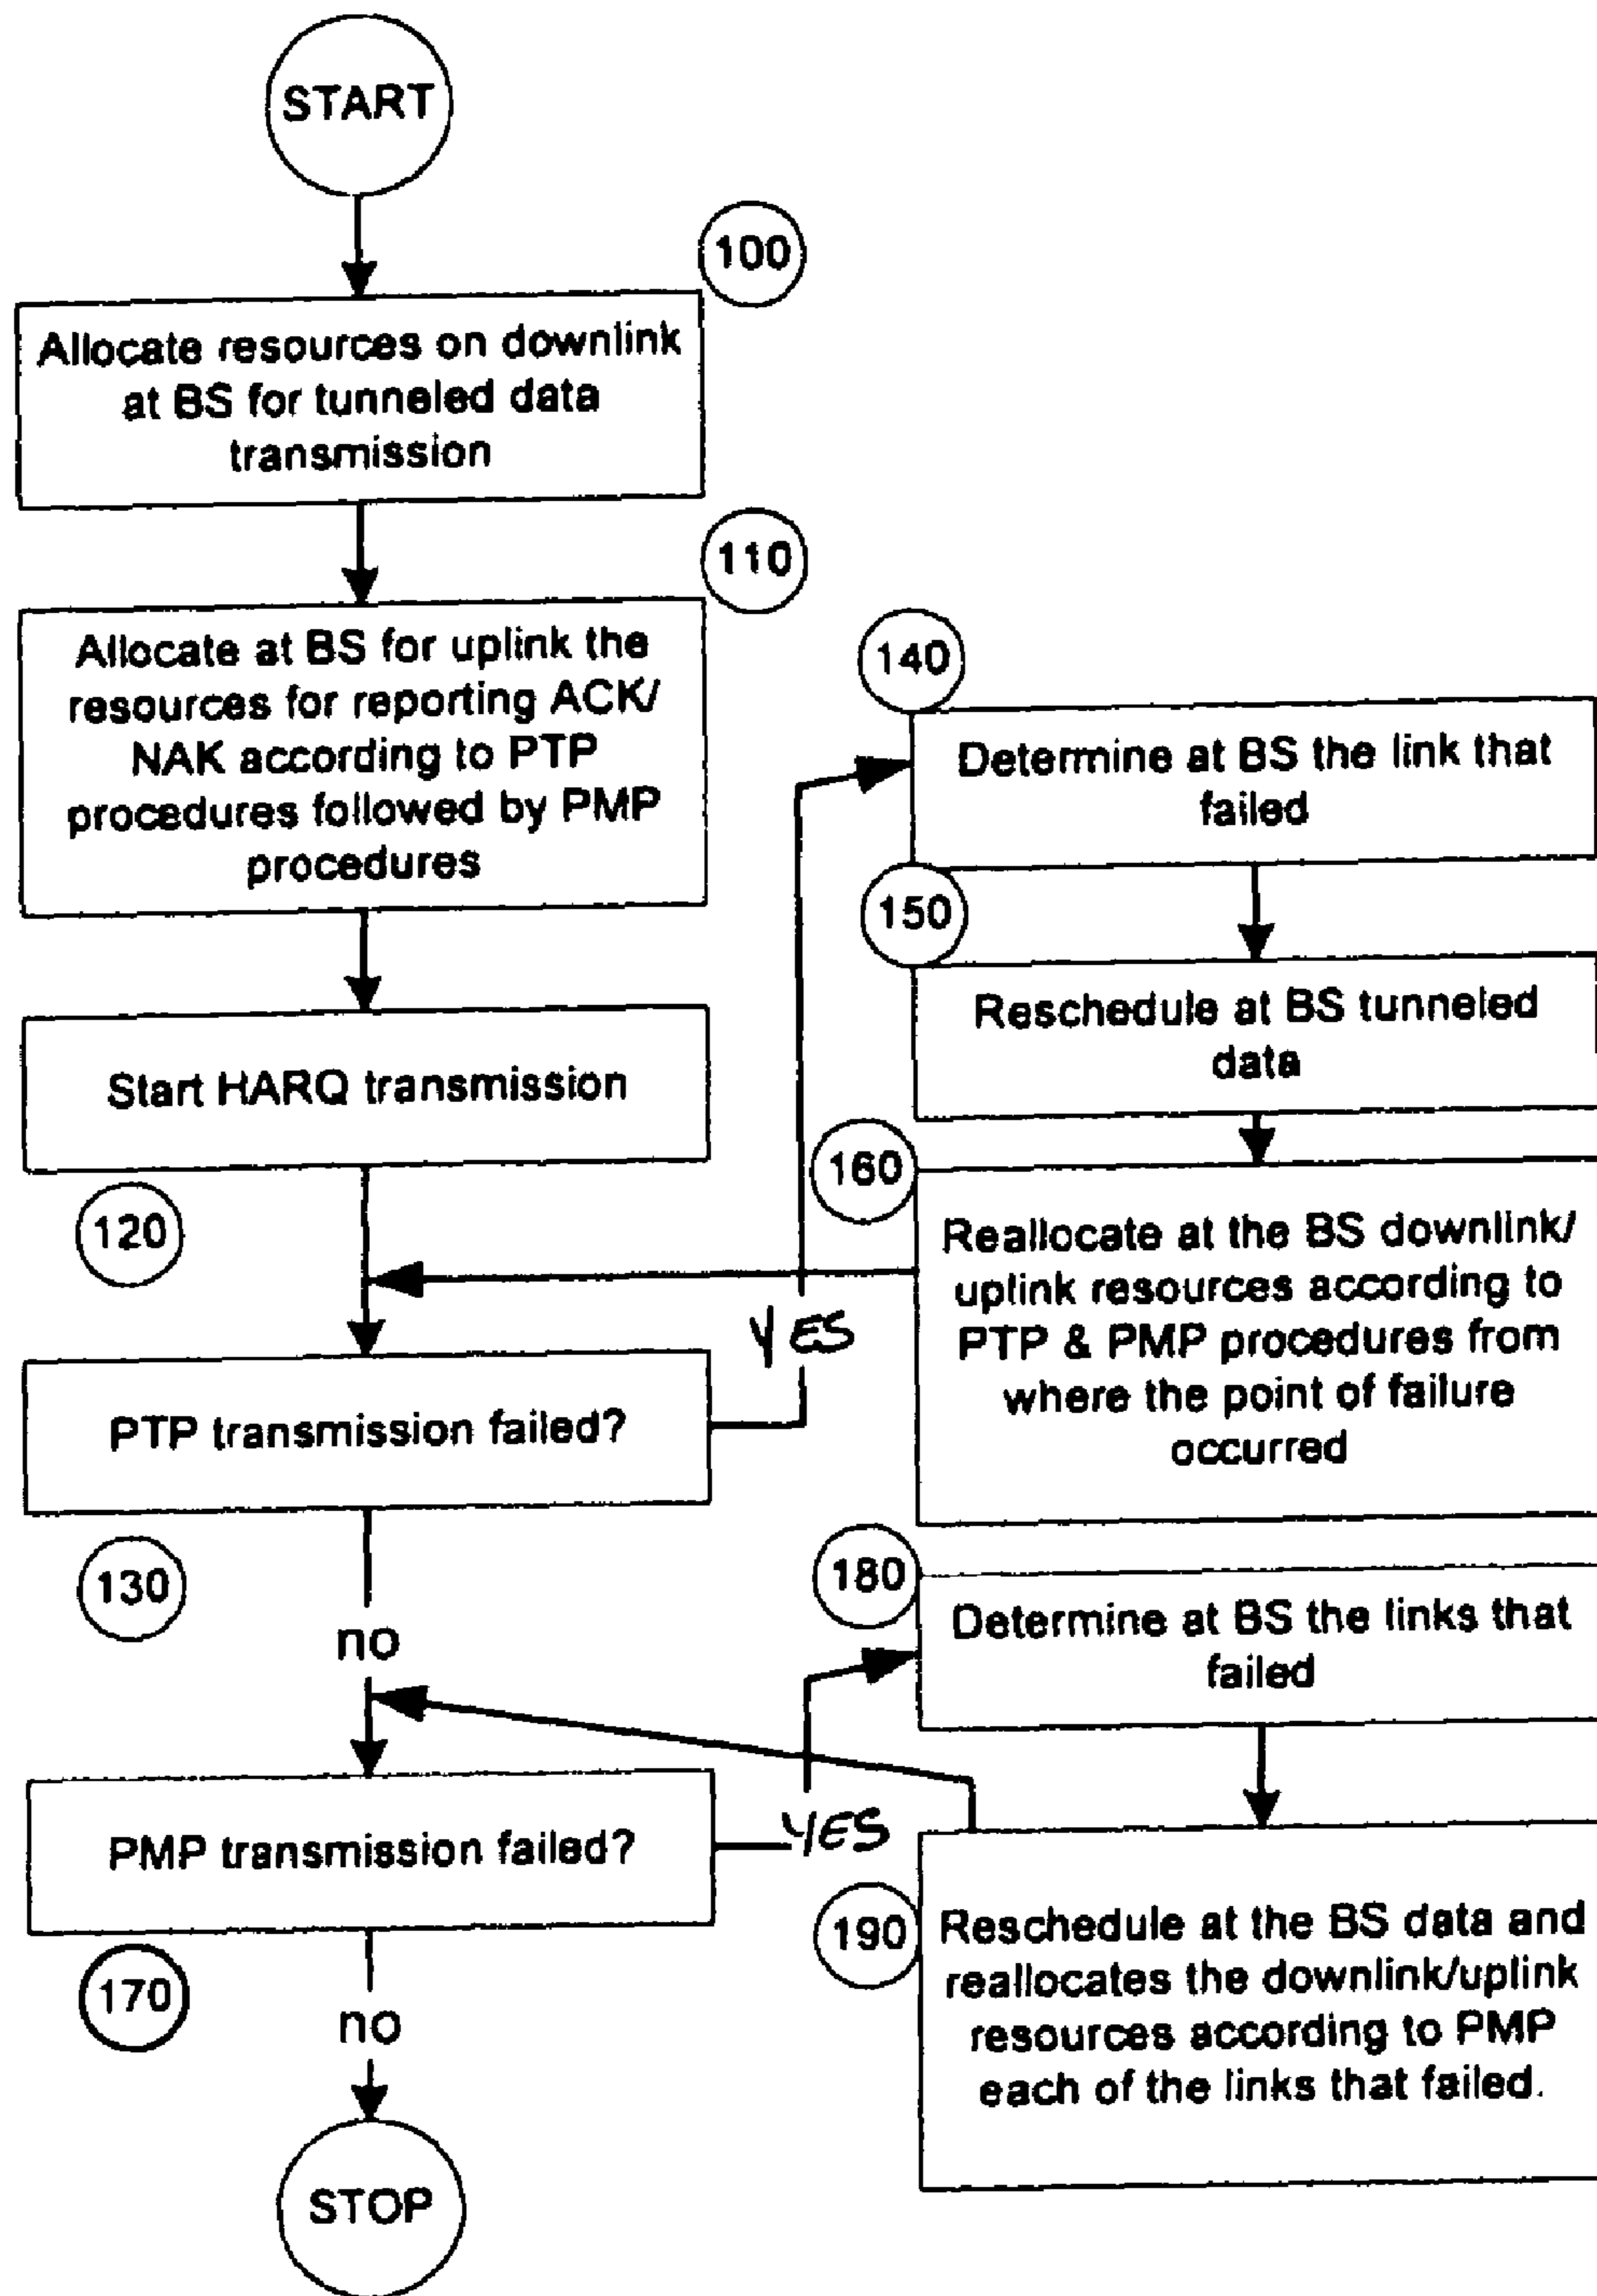 START
100
Allocate resources on downlink
at BS for tunneled data
transmission
110
Allocate at BS for uplink the
resources for reporting ACK/
NAK according to PTP
procedures followed by PMP
procedures
Start HARQ transmission
120
PTP transmission failed?
YES
130
no
140
Determine at BS the link that
failed
150
Reschedule at BS tunneled
data
160
Reallocate at the BS downlink/
uplink resources according to
PTP & PMP procedures from
where the point of failure
occurred
PMP transmission failed?
YES
170
no
180
Determine at BS the links that
failed
190
Reschedule at the BS data and
reallocates the downlink/uplink
resources according to PMP
each of the links that failed.
STOP